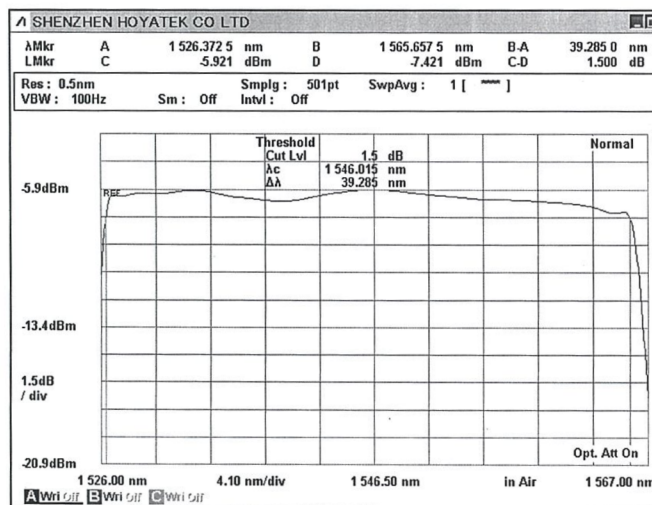 SHENZHEN HOYATEK CO LTD
λMkr A 1 526.372 5 nm B 1 565.657 5 nm B-A 39.285 0 nm
LMkr C -5.921 dBm D -7.421 dBm C-D 1.500 dB
Res : 0.5nm Smplg : 501pt SwpAvg : 1 [ ]
VBW : 100Hz Sm : Off Intvl : Off
Threshold Normal
Cut Lvl 1.5 dB
λc 1 546.015 nm
Δλ 39.285 nm
-5.9dBm
REF
-13.4dBm
1.5dB
/ div
Opt. Att On
-20.9dBm
1 526.00 nm 4.10 nm/div 1 546.50 nm in Air 1 567.00 nm
A Wri Off B Wri Off C Wri Off